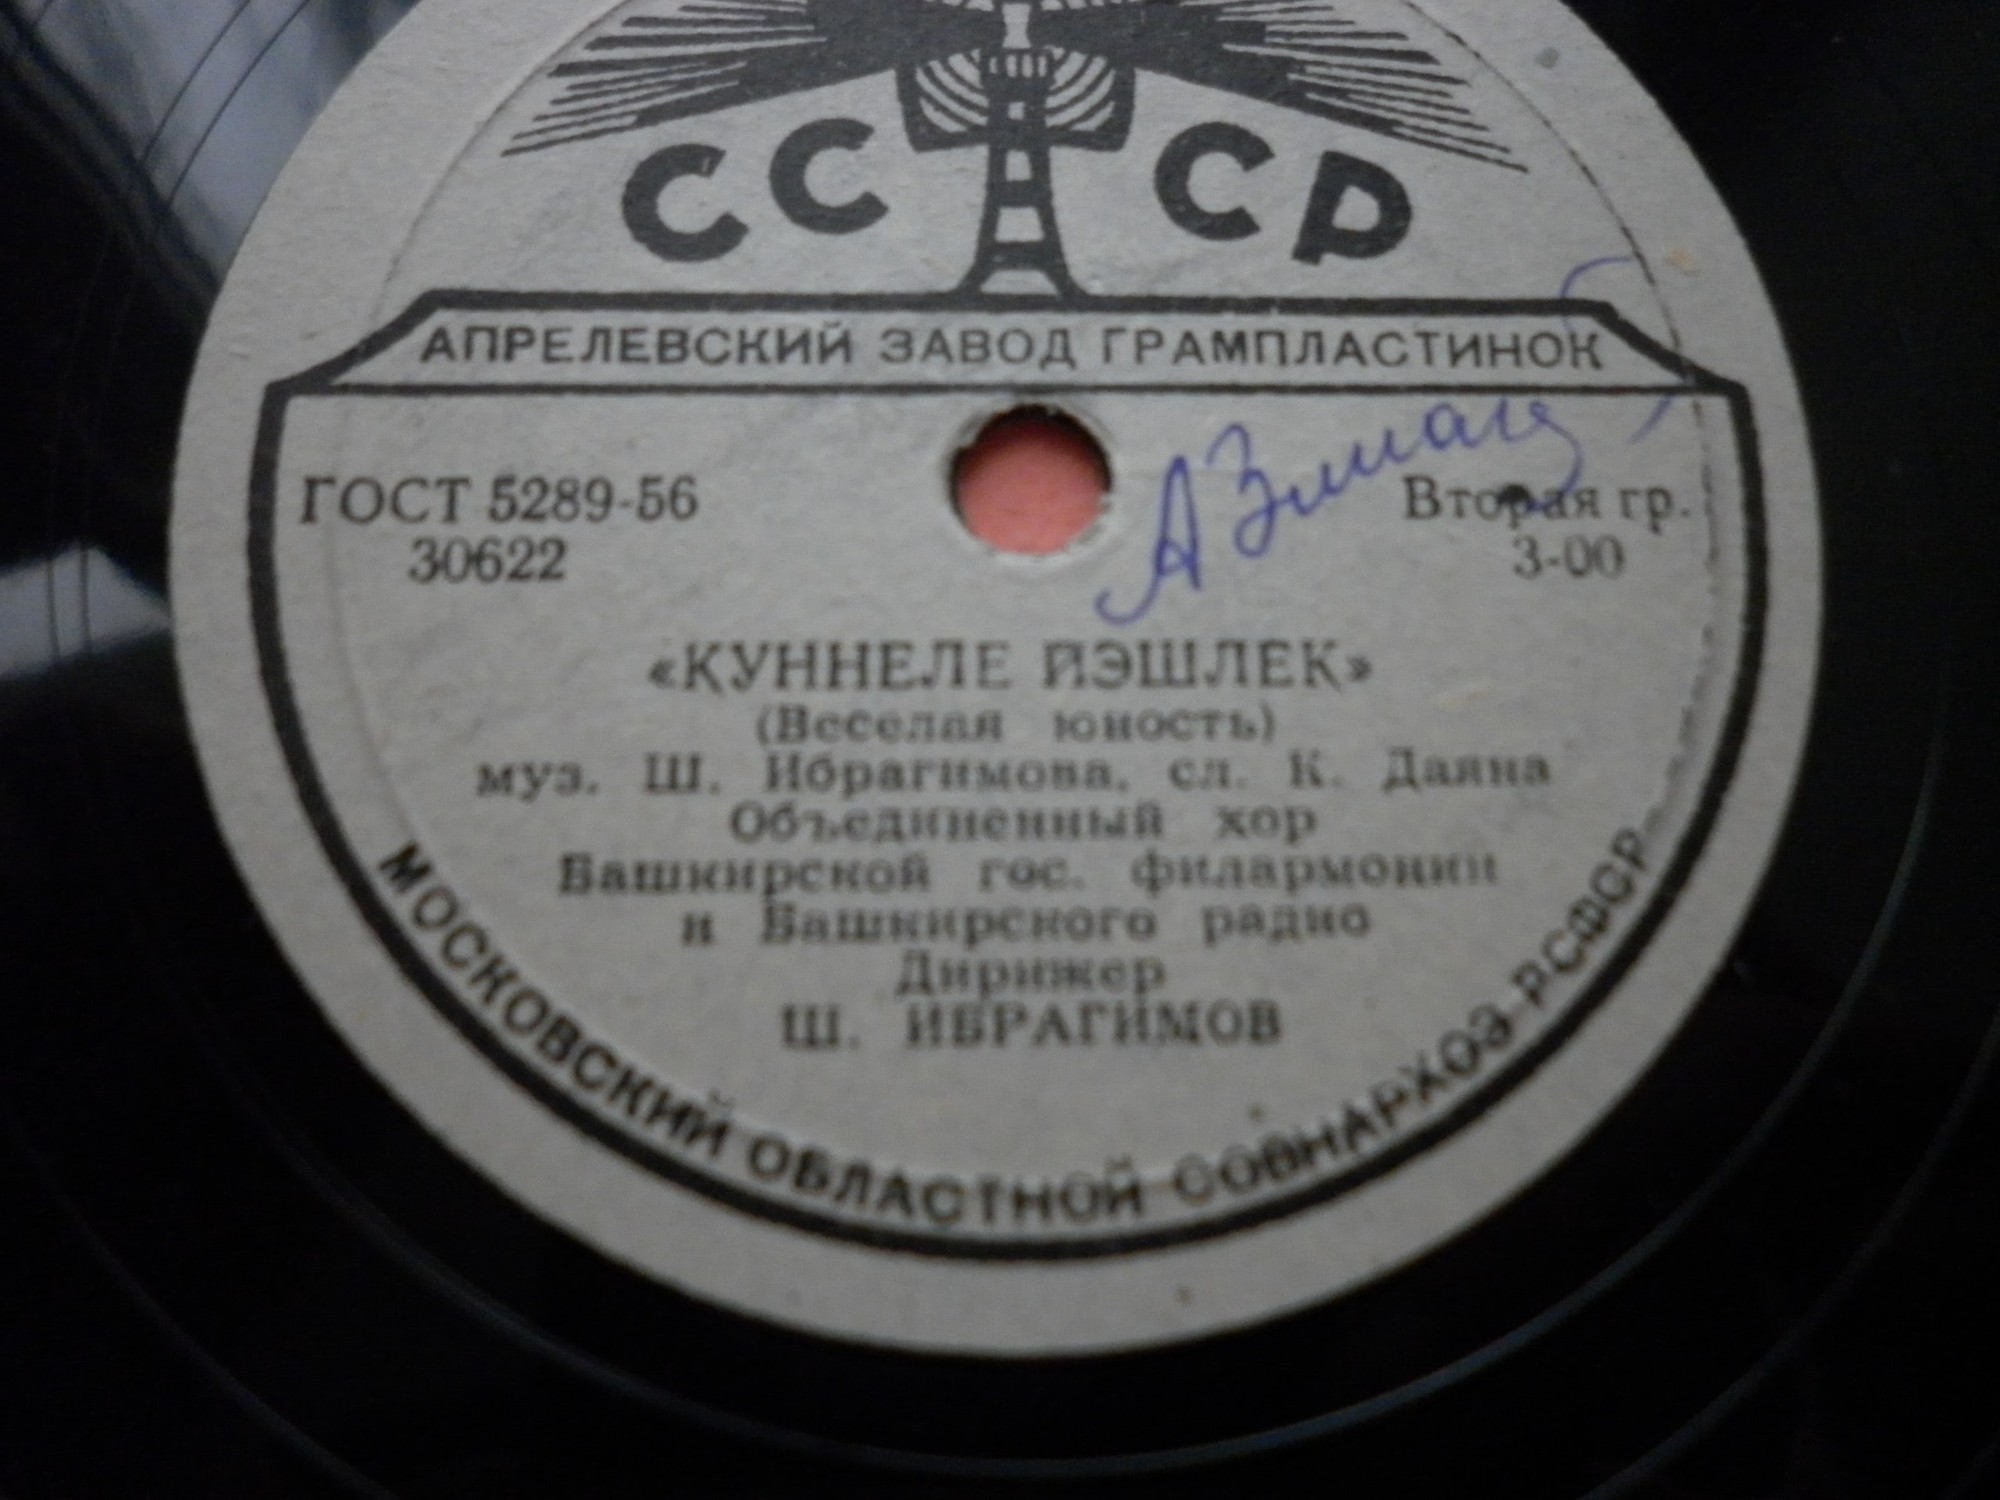 СССР
АПРЕЛЕВСКИЙ ЗАВОД ГРАМПЛАСТИНОК
ГОСТ 5289-56
30622
Вторая гр.
3-00
«КУННЕЛЕ ЙЭШЛЕК»
(Веселая юность)
муз. Ш. Ибрагимова, сл. К. Даяна
Объединенный хор
Башкирской гос. филармонии
и Башкирского радио
Дирижер
Ш. ИБРАГИМОВ
МОСКОВСКИЙ ОБЛАСТНОЙ СОВНАРХОЗ РСФСР